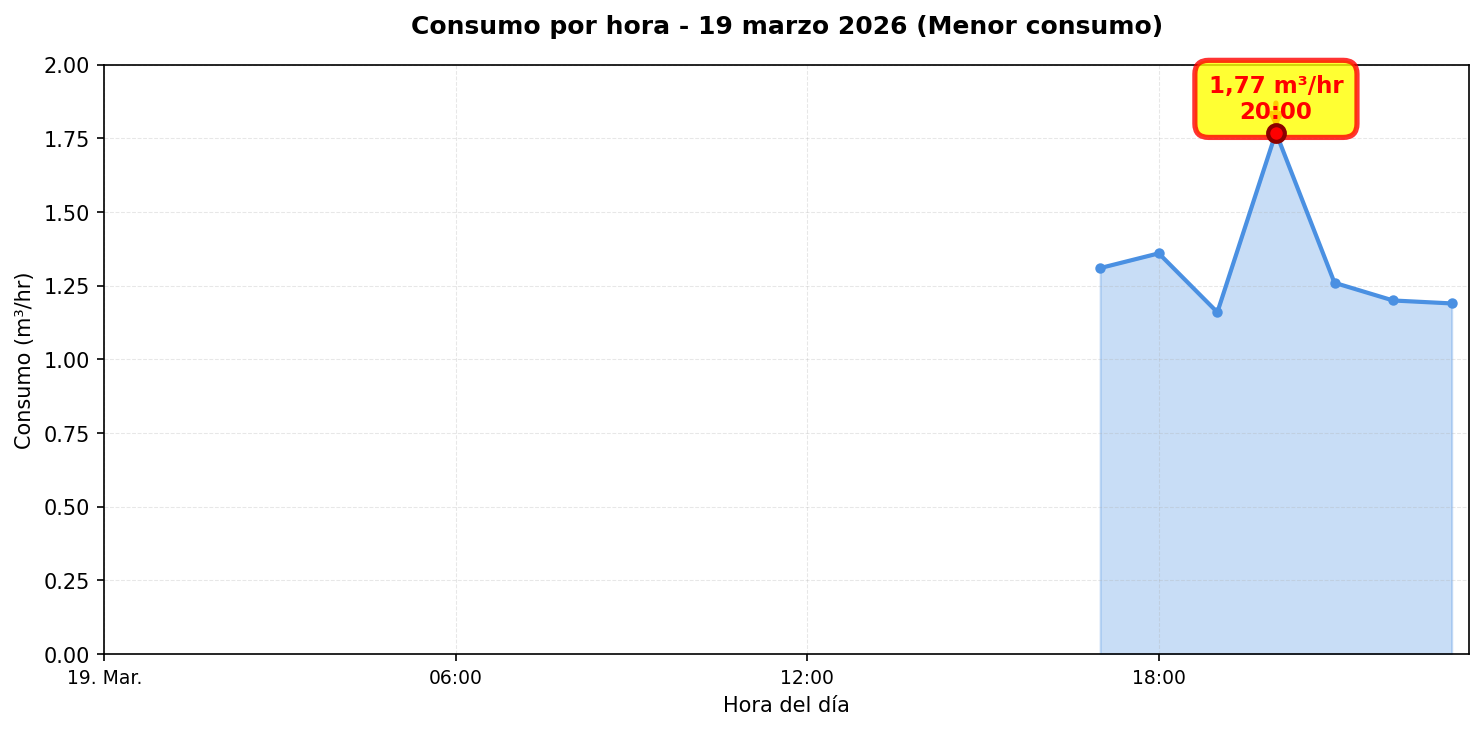 Consumo por hora - 19 marzo 2026 (Menor consumo)
2.00
1,77 m³/hr
20:00
1.75
1.50
1.25
1.00
0.75
0.50
0.25
0.00
Consumo (m³/hr)
19. Mar.
06:00
12:00
18:00
Hora del día